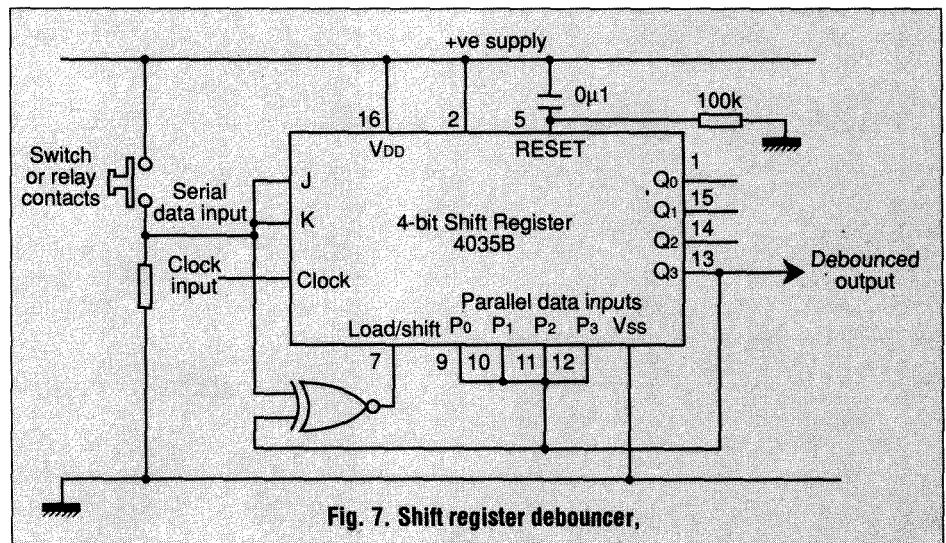 +ve supply
0µ1
100k
16
2
5
VDD
RESET
1
Switch
or relay
contacts
Serial
data input
J
K
Q0
15
Q1
14
Q2
13
Q3
4-bit Shift Register
4035B
Clock
input
Clock
Debounced
output
Parallel data inputs
Load/shift
P0
P1
P2
P3
VSS
7
9
10
11
12
Fig. 7. Shift register debouncer,